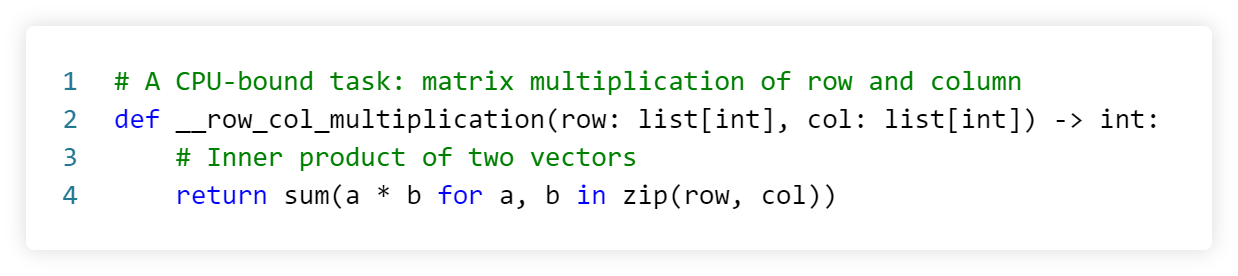 1 # A CPU-bound task: matrix multiplication of row and column
2 def __row_col_multiplication(row: list[int], col: list[int]) -> int:
3     # Inner product of two vectors
4     return sum(a * b for a, b in zip(row, col))